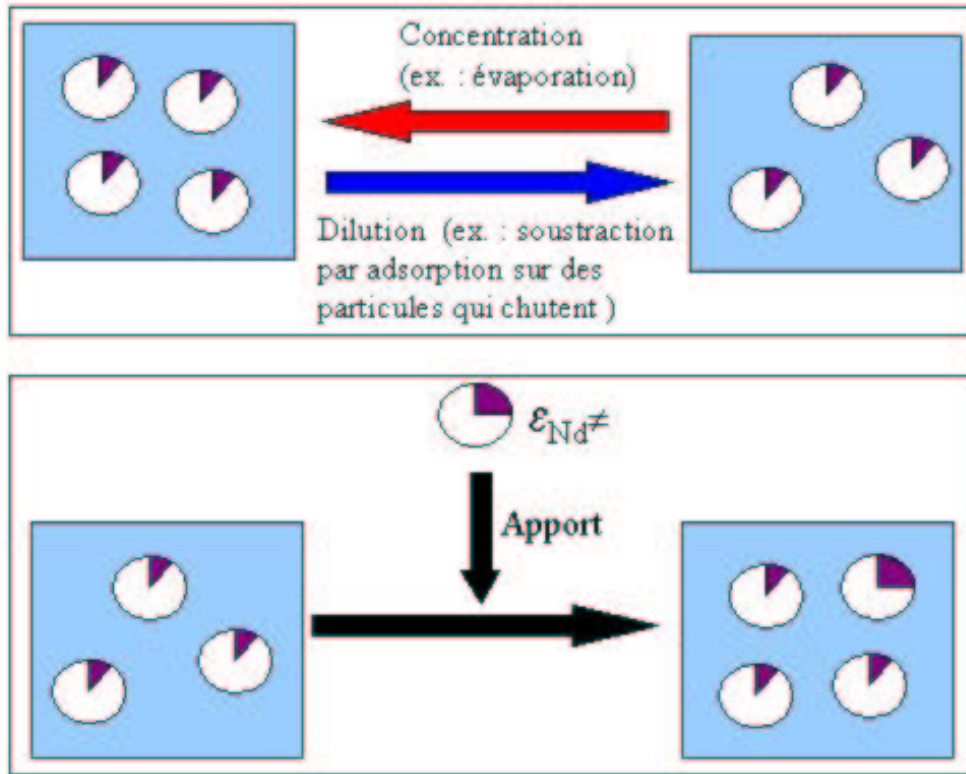 Concentration
(ex. : évaporation)
Dilution (ex. : soustraction
par adsorption sur des
particules qui chutent )
εNd≠
Apport